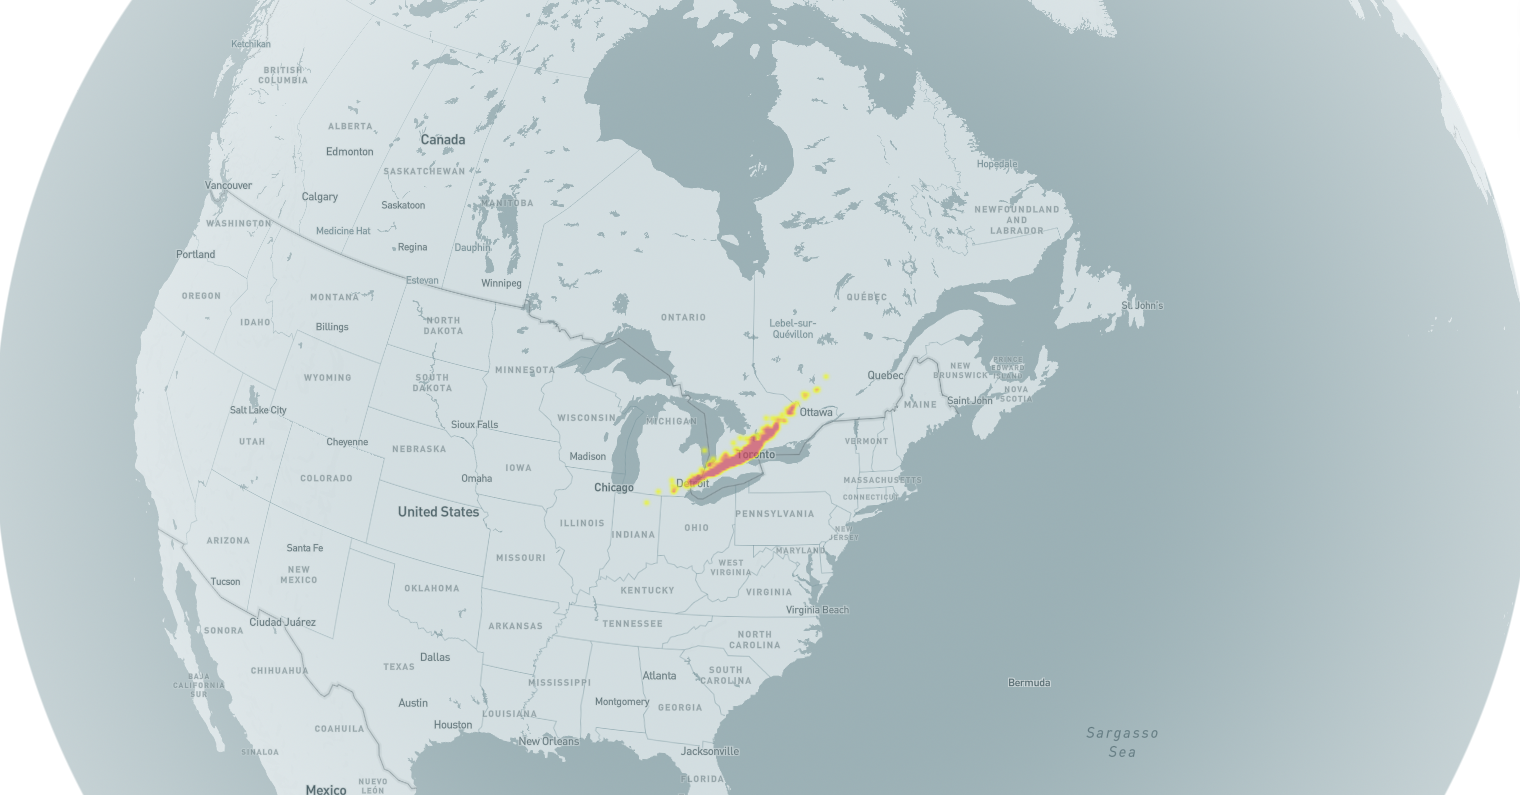 Ketchikan
BRITISH
COLUMBIA
ALBERTA
Edmonton
Canada
SASKATCHEWAN
Hopedale
Vancouver
Calgary
Saskatoon
MANITOBA
NEWFOUNDLAND
AND
LABRADOR
WASHINGTON
Medicine Hat
Regina
Dauphin
Portland
Estevan
Winnipeg
OREGON
MONTANA
QUÉBEC
St. John's
IDAHO
Billings
NORTH
DAKOTA
ONTARIO
Lebel-sur-
Quévillon
WYOMING
SOUTH
DAKOTA
MINNESOTA
Quebec
NEW
BRUNSWICK
PRINCE
EDWARD
ISLAND
NOVA
SCOTIA
Salt Lake City
Sioux Falls
WISCONSIN
MICHIGAN
Ottawa
MAINE
Saint John
UTAH
Cheyenne
NEBRASKA
Madison
Toronto
VERMONT
COLORADO
Omaha
IOWA
Chicago
Detroit
MASSACHUSETTS
CONNECTICUT
United States
ILLINOIS
INDIANA
OHIO
PENNSYLVANIA
NEW
JERSEY
ARIZONA
Santa Fe
MISSOURI
MARYLAND
Tucson
NEW
MEXICO
OKLAHOMA
KENTUCKY
WEST
VIRGINIA
VIRGINIA
Virginia Beach
SONORA
Ciudad Juárez
ARKANSAS
TENNESSEE
NORTH
CAROLINA
CHIHUAHUA
TEXAS
Dallas
Atlanta
SOUTH
CAROLINA
BAJA
CALIFORNIA
SUR
MISSISSIPPI
Bermuda
Austin
Montgomery
GEORGIA
LOUISIANA
COAHUILA
Houston
New Orleans
Jacksonville
Sargasso
Sea
SINALOA
FLORIDA
Mexico
NUEVO
LEÓN